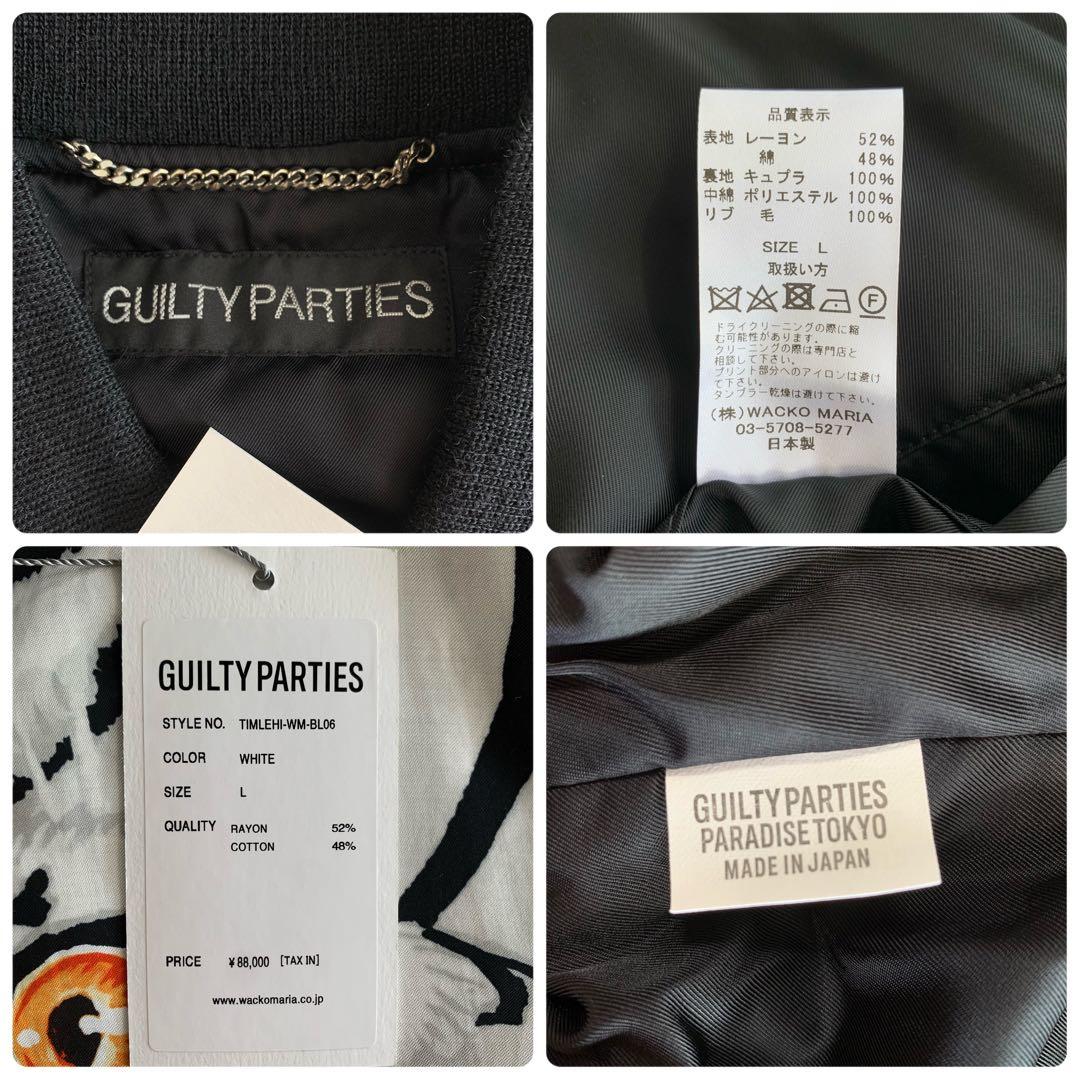 GUILTY PARTIES
品質表示
表地 レーヨン 52%
綿 48%
裏地 キュプラ 100%
中綿 ポリエステル 100%
リブ 毛 100%
SIZE L
取扱い方
F
ドライクリーニングの際に縮
む可能性があります。
クリーニングの際は専門店と
相談して下さい。
プリント部分へのアイロンは避け
て下さい。
タンブラー乾燥は避けて下さい。
(株)WACKO MARIA
03-5708-5277
日本製
GUILTY PARTIES
STYLE NO. TIMLEHI-WM-BL06
COLOR WHITE
SIZE L
QUALITY RAYON 52%
COTTON 48%
PRICE ¥88,000 [TAX IN]
www.wackomaria.co.jp
GUILTY PARTIES
PARADISE TOKYO
MADE IN JAPAN